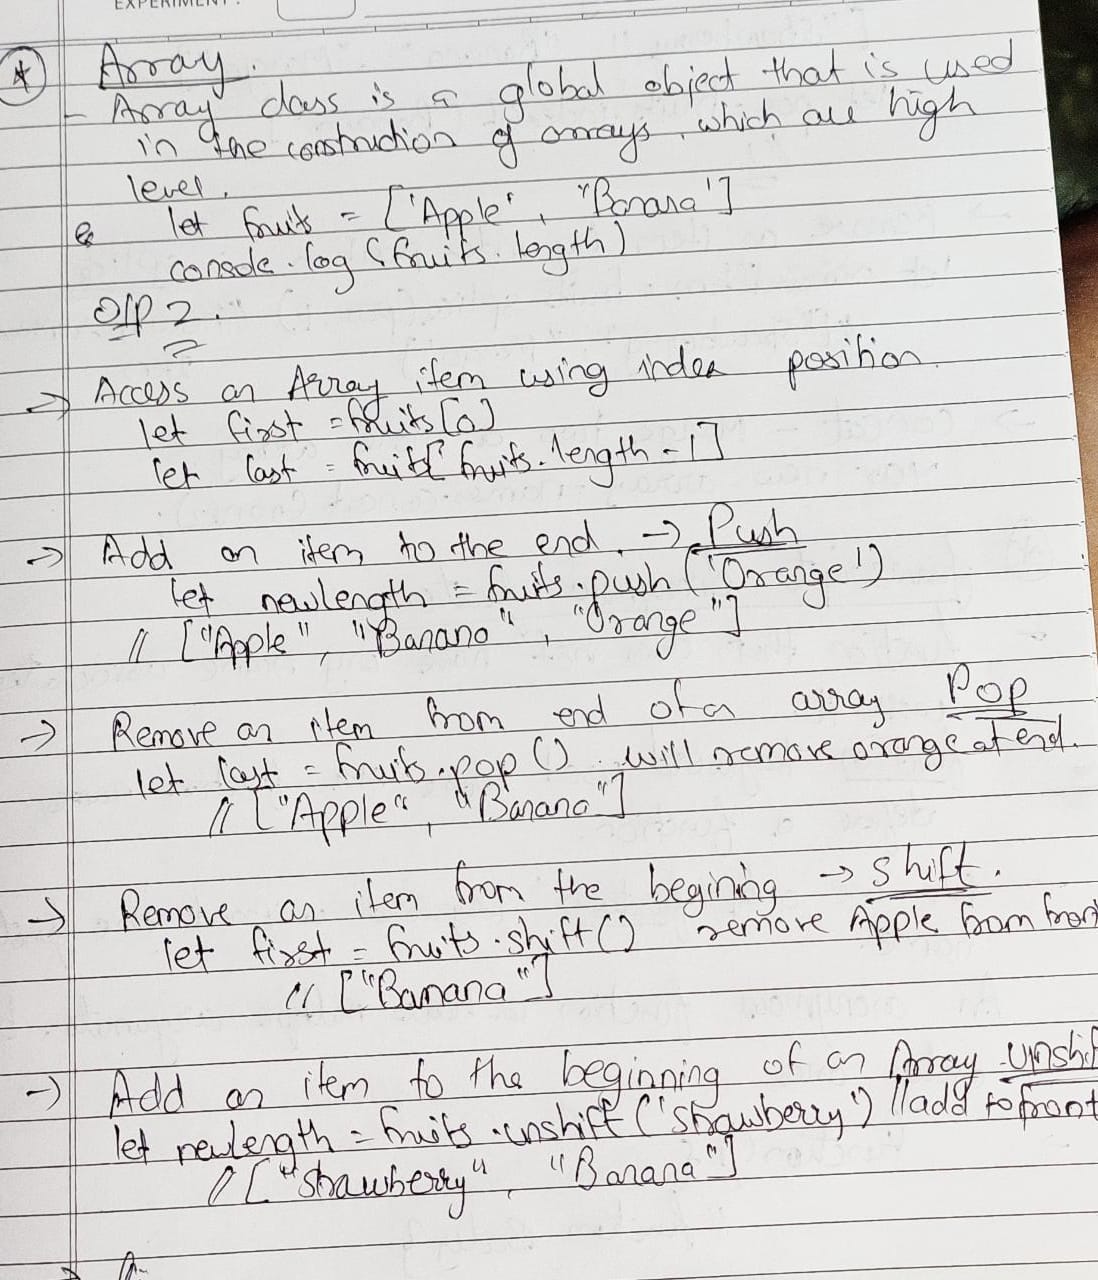 EXPERIMENT :
Array.
- Array class is a global object that is used
in the construction of arrays, which are high
level.
let fruits = ['Apple', "Banana']
console.log (fruits.length)
O/P 2.
→ Access an Array item using index position
let first = fruits[0]
let last = fruits[fruits.length - 1]
→ Add an item to the end. → Push
let newlength = fruits.push ('Orange')
// ["Apple", "Banana", "Orange"]
→ Remove an item from end of a array Pop
let last = fruits.pop () will remove orange at end.
// ["Apple", "Banana"]
→ Remove an item from the begining → shift.
let first = fruits.shift() remove Apple from fron
// ["Banana"]
→ Add an item to the beginning of an Array - Unshif
let newlength = fruits.unshift ('strawberry') // add to front
// ["strawberry", "Banana"]